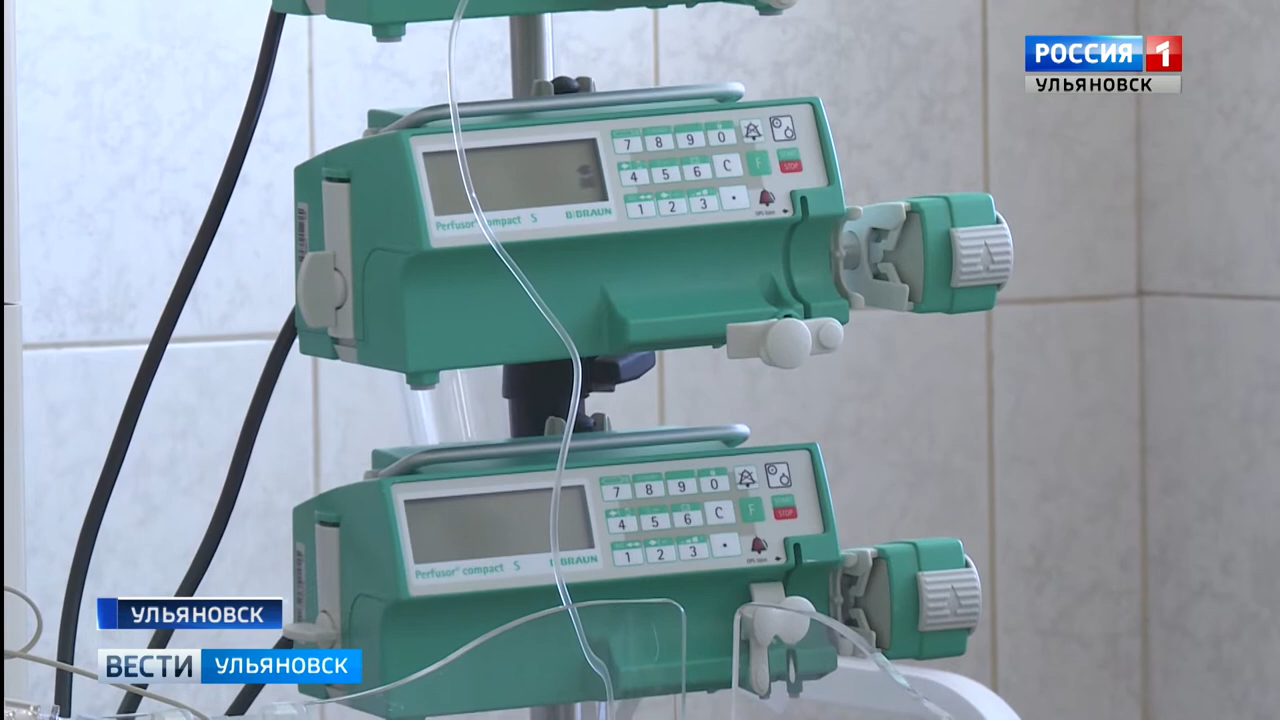 РОССИЯ 1
УЛЬЯНОВСК
7 8 9 0
4 5 6 C F STOP
1 2 3 .
Perfusor® compact S B|BRAUN
7 8 9 0
4 5 6 C F STOP
1 2 3 .
Perfusor® compact S B|BRAUN
УЛЬЯНОВСК
ВЕСТИ УЛЬЯНОВСК